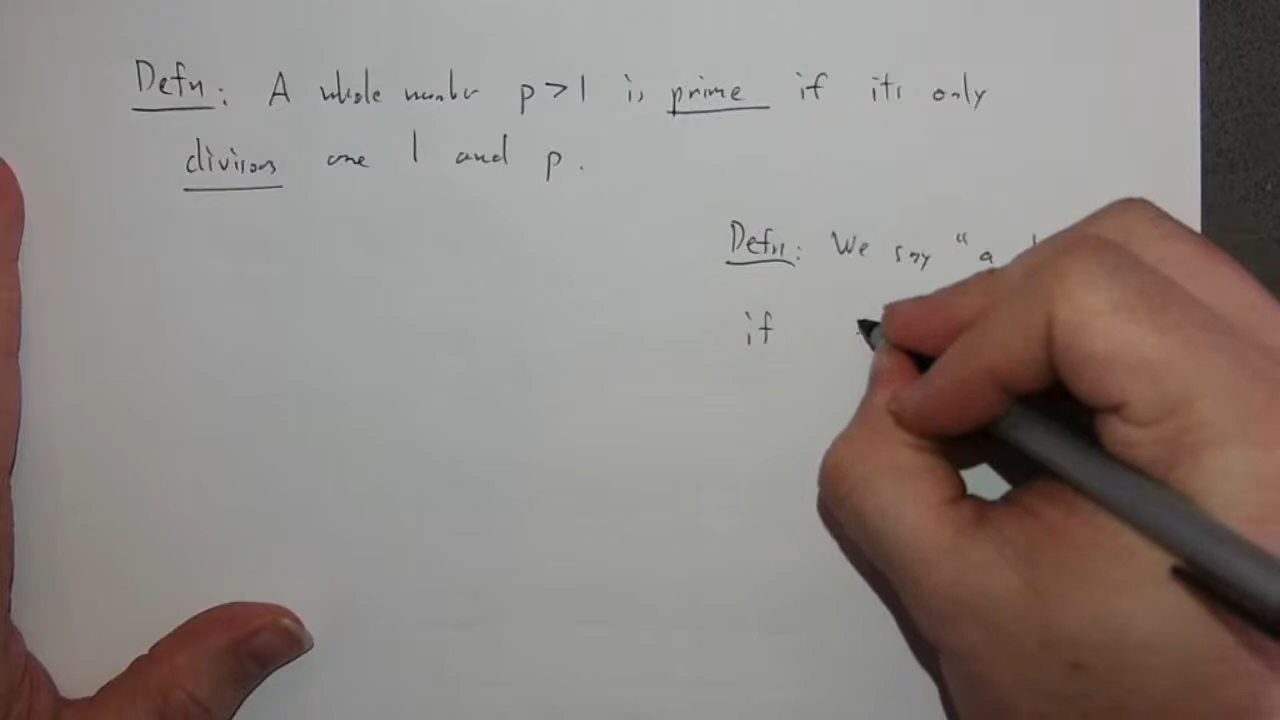 Defn: A whole number p > 1 is prime if its only
divisors are 1 and p.
Defn: We say "a
if